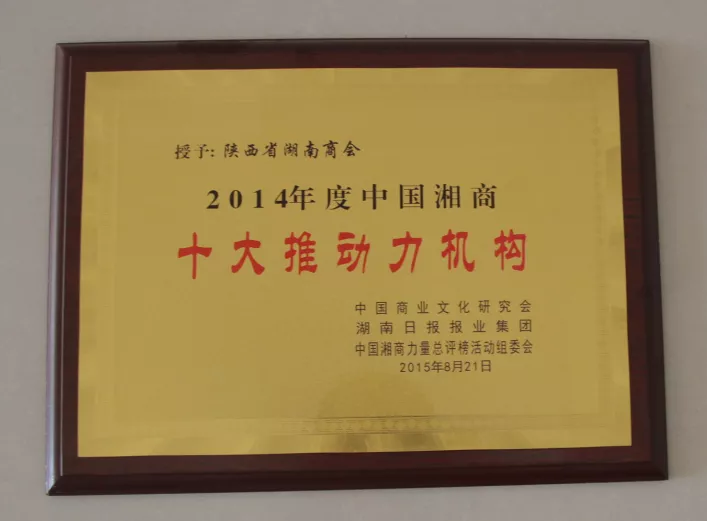 授予：陕西省湖南商会
2014年度中国湘商
十大推动力机构
中国商业文化研究会
湖南日报报业集团
中国湘商力量总评榜活动组委会
2015年8月21日